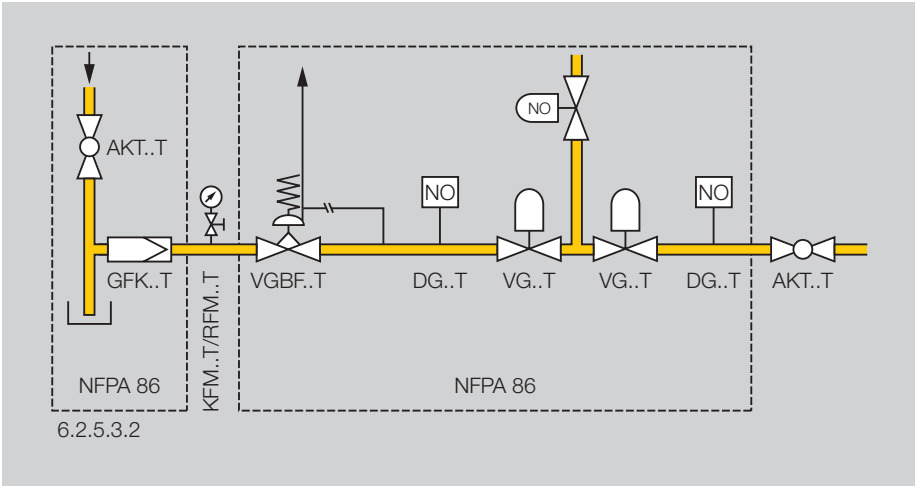 NO
AKT..T
NO
NO
GFK..T
KFM..T/RFM..T
VGBF..T
DG..T
VG..T
VG..T
DG..T
AKT..T
NFPA 86
NFPA 86
6.2.5.3.2